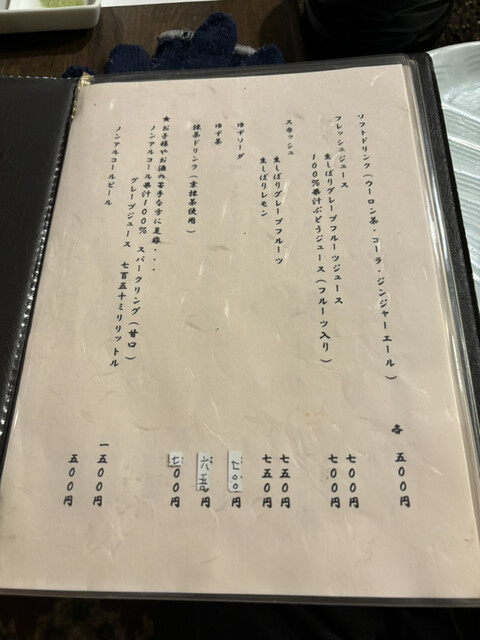 ソフトドリンク（ウーロン茶・コーラ・ジンジャーエール） 各 五〇〇円
フレッシュジュース
生しぼりグレープフルーツジュース 七〇〇円
１００％果汁ぶどうジュース（フルーツ入り） 七〇〇円
スカッシュ
生しぼりグレープフルーツ 七五〇円
生しぼりレモン 七五〇円
ゆずソーダ 七〇〇円
ゆず茶 六五〇円
抹茶ドリンク（京抹茶使用） 七〇〇円
★お子様やお酒の苦手な方に是非・・・
ノンアルコール果汁１００％ スパークリング（甘口）
グレープジュース 七百五十ミリリットル 一五〇〇円
ノンアルコールビール 五〇〇円